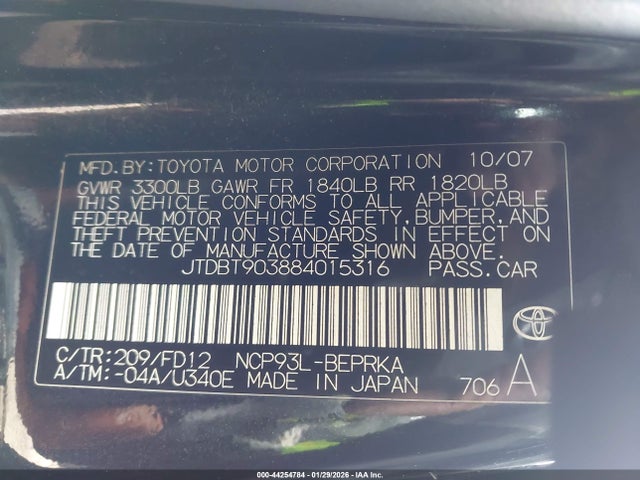 MFD.BY:TOYOTA MOTOR CORPORATION 10/07
GVWR 3300LB GAWR FR 1840LB RR 1820LB
THIS VEHICLE CONFORMS TO ALL APPLICABLE
FEDERAL MOTOR VEHICLE SAFETY,BUMPER,AND
THEFT PREVENTION STANDARDS IN EFFECT ON
THE DATE OF MANUFACTURE SHOWN ABOVE.
JTDBT903884015316 PASS.CAR
C/TR:209/FD12 NCP93L-BEPRKA
A/TM:-04A/U340E MADE IN JAPAN 706 A
000-44254784 - 01/29/2026 - IAA Inc.